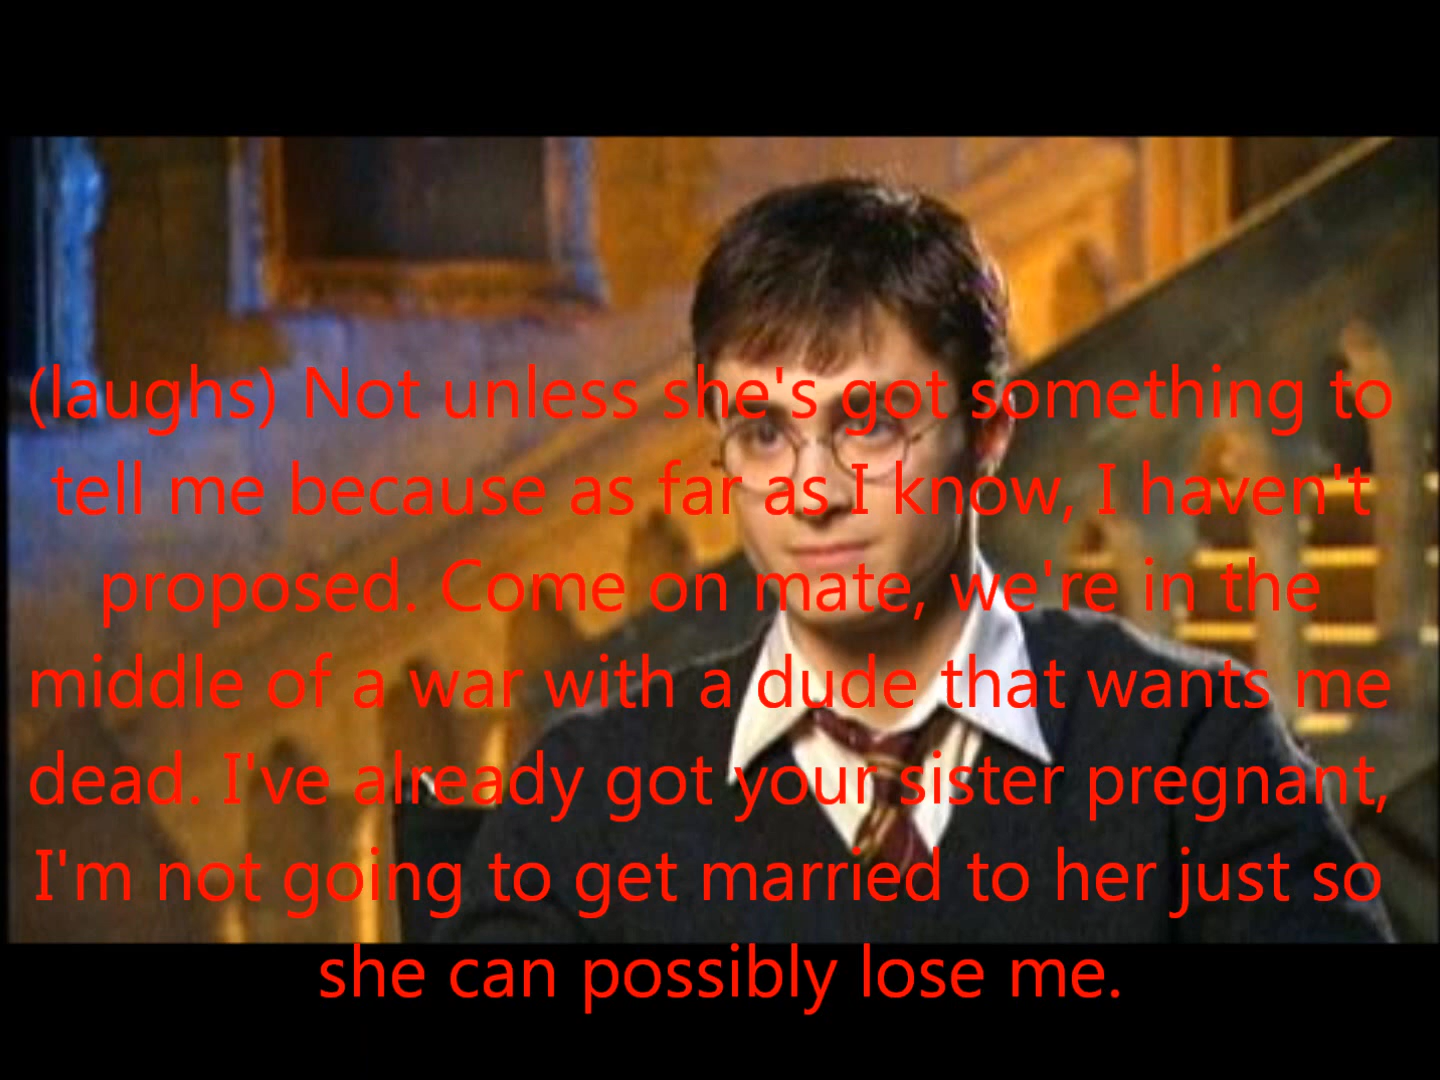 (laughs) Not unless she's got something to
tell me because as far as I know, I haven't
proposed. Come on mate, we're in the
middle of a war with a dude that wants me
dead. I've already got your sister pregnant,
I'm not going to get married to her just so
she can possibly lose me.